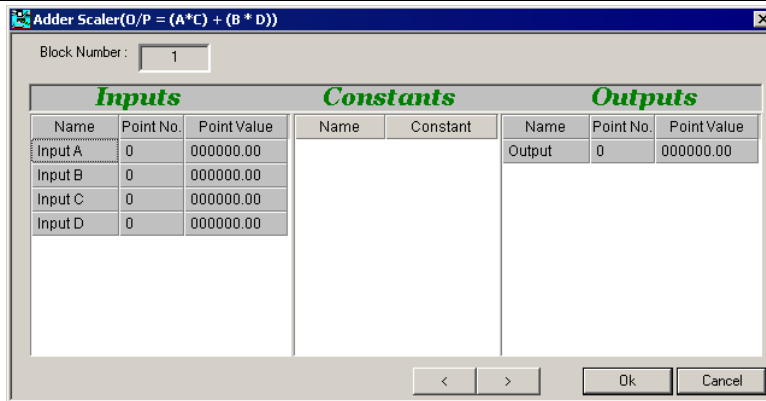 Adder Scaler(O/P = (A*C) + (B * D))
Block Number : 1
Inputs Constants Outputs
Name Point No. Point Value Name Constant Name Point No. Point Value
Input A 0 000000.00 Output 0 000000.00
Input B 0 000000.00
Input C 0 000000.00
Input D 0 000000.00
< > Ok Cancel